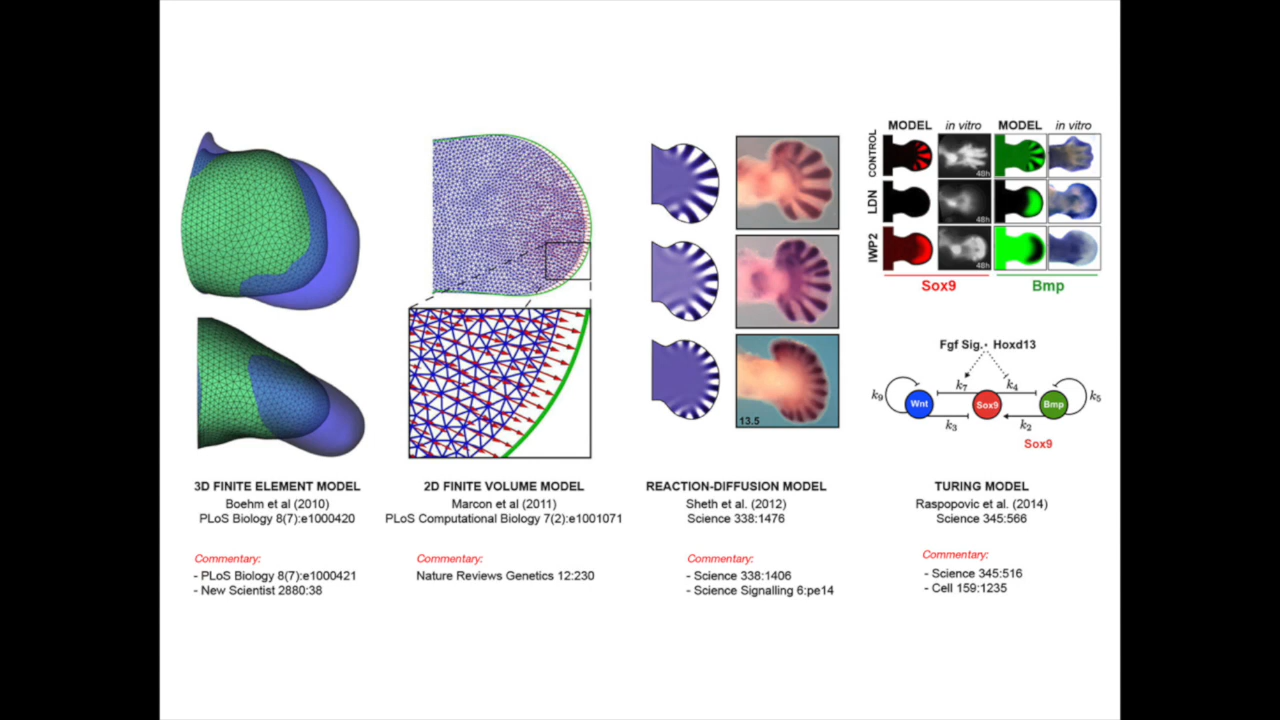 MODEL in vitro MODEL in vitro
CONTROL
48h
LDN
48h
IWP2
48h
Sox9 Bmp
13.5
Fgf Sig. Hoxd13
k9 k7 k4 k5
Wnt Sox9 Bmp
k3 k2
Sox9
3D FINITE ELEMENT MODEL
Boehm et al (2010)
PLoS Biology 8(7):e1000420
Commentary:
- PLoS Biology 8(7):e1000421
- New Scientist 2880:38
2D FINITE VOLUME MODEL
Marcon et al (2011)
PLoS Computational Biology 7(2):e1001071
Commentary:
Nature Reviews Genetics 12:230
REACTION-DIFFUSION MODEL
Sheth et al. (2012)
Science 338:1476
Commentary:
- Science 338:1406
- Science Signalling 6:pe14
TURING MODEL
Raspopovic et al. (2014)
Science 345:566
Commentary:
- Science 345:516
- Cell 159:1235